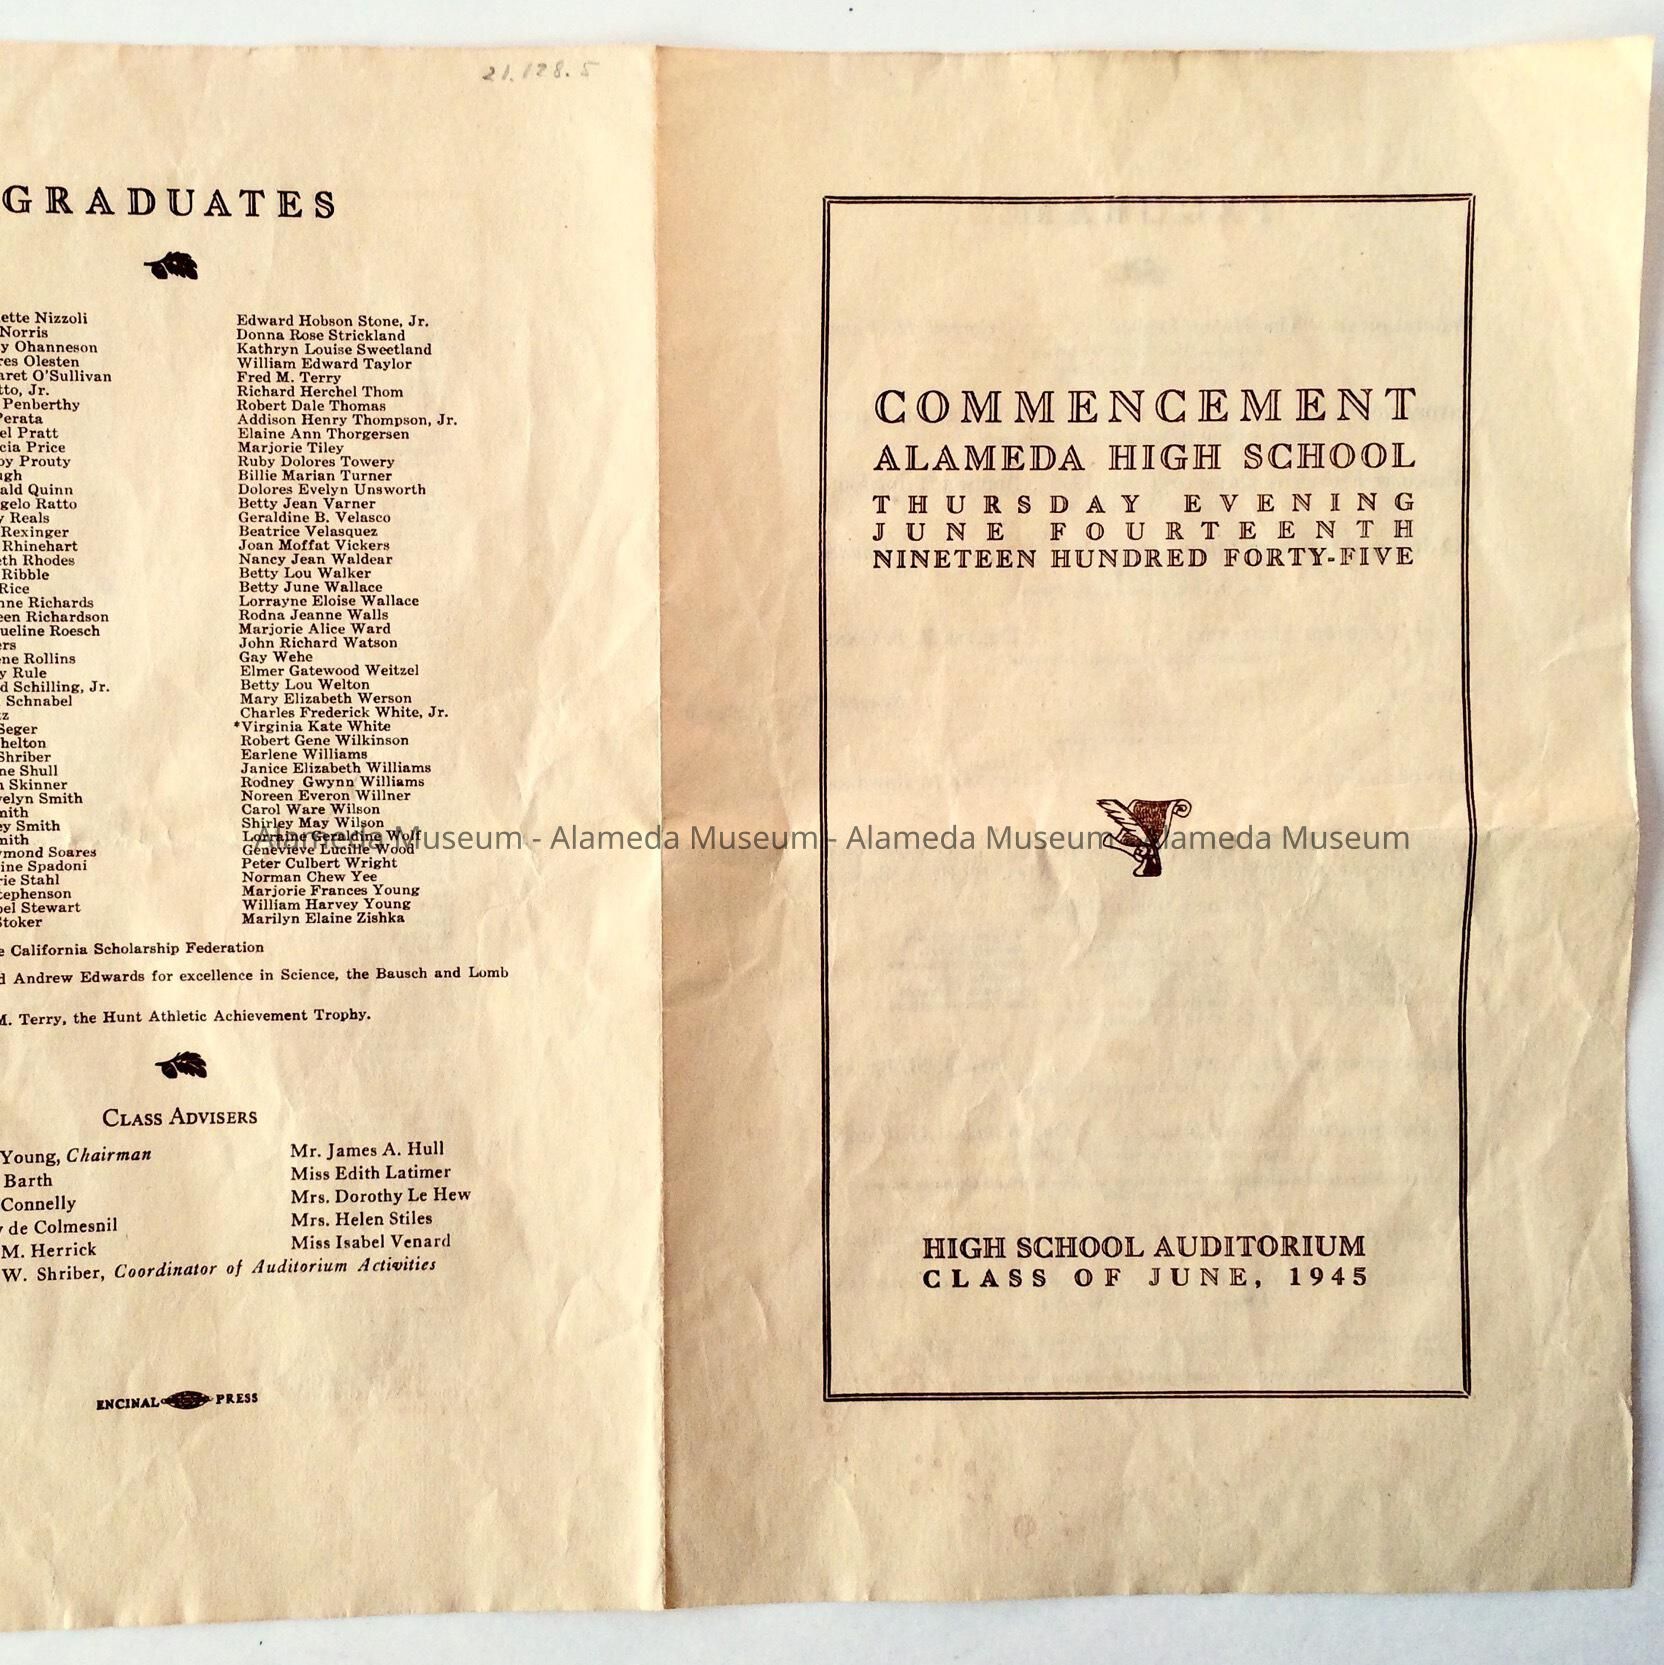 21.128.5
GRADUATES
ette Nizzoli
Norris
y Ohanneson
res Olesten
aret O'Sullivan
tto, Jr.
Penberthy
Perata
el Pratt
cia Price
by Prouty
ugh
ald Quinn
ngelo Ratto
y Reals
Rexinger
Rhinehart
eth Rhodes
Ribble
Rice
nne Richards
een Richardson
ueline Roesch
ers
ene Rollins
y Rule
d Schilling, Jr.
Schnabel
tz
Seger
helton
Shriber
ne Shull
n Skinner
velyn Smith
mith
ey Smith
mith
ymond Soares
ine Spadoni
rie Stahl
tephenson
bel Stewart
Stoker
Edward Hobson Stone, Jr.
Donna Rose Strickland
Kathryn Louise Sweetland
William Edward Taylor
Fred M. Terry
Richard Herchel Thom
Robert Dale Thomas
Addison Henry Thompson, Jr.
Elaine Ann Thorgersen
Marjorie Tiley
Ruby Dolores Towery
Billie Marian Turner
Dolores Evelyn Unsworth
Betty Jean Varner
Geraldine B. Velasco
Beatrice Velasquez
Joan Moffat Vickers
Nancy Jean Waldear
Betty Lou Walker
Betty June Wallace
Lorrayne Eloise Wallace
Rodna Jeanne Walls
Marjorie Alice Ward
John Richard Watson
Gay Wehe
Elmer Gatewood Weitzel
Betty Lou Welton
Mary Elizabeth Werson
Charles Frederick White, Jr.
*Virginia Kate White
Robert Gene Wilkinson
Earlene Williams
Janice Elizabeth Williams
Rodney Gwynn Williams
Noreen Everon Willner
Carol Ware Wilson
Shirley May Wilson
Lorraine Geraldine Wolf
Genevieve Lucille Wood
Peter Culbert Wright
Norman Chew Yee
Marjorie Frances Young
William Harvey Young
Marilyn Elaine Zishka
e California Scholarship Federation
d Andrew Edwards for excellence in Science, the Bausch and Lomb
M. Terry, the Hunt Athletic Achievement Trophy.
CLASS ADVISERS
Young, Chairman
Barth
Connelly
y de Colmesnil
M. Herrick
Mr. James A. Hull
Miss Edith Latimer
Mrs. Dorothy Le Hew
Mrs. Helen Stiles
Miss Isabel Venard
W. Shriber, Coordinator of Auditorium Activities
ENCINAL PRESS
COMMENCEMENT
ALAMEDA HIGH SCHOOL
THURSDAY EVENING
JUNE FOURTEENTH
NINETEEN HUNDRED FORTY-FIVE
HIGH SCHOOL AUDITORIUM
CLASS OF JUNE, 1945
Alameda Museum - Alameda Museum - Alameda Museum - Alameda Museum